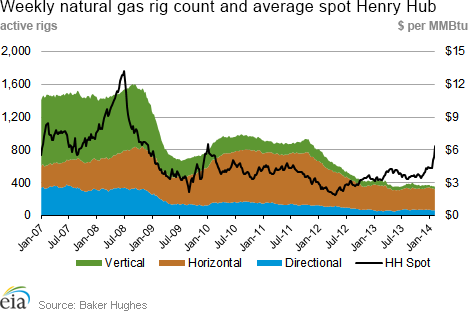 Weekly natural gas rig count and average spot Henry Hub
active rigs $ per MMBtu
2,000 $15
1,600 $12
1,200 $9
800 $6
400 $3
0 $0
Jan-07 Jul-07 Jan-08 Jul-08 Jan-09 Jul-09 Jan-10 Jul-10 Jan-11 Jul-11 Jan-12 Jul-12 Jan-13 Jul-13 Jan-14
Vertical Horizontal Directional HH Spot
eia Source: Baker Hughes